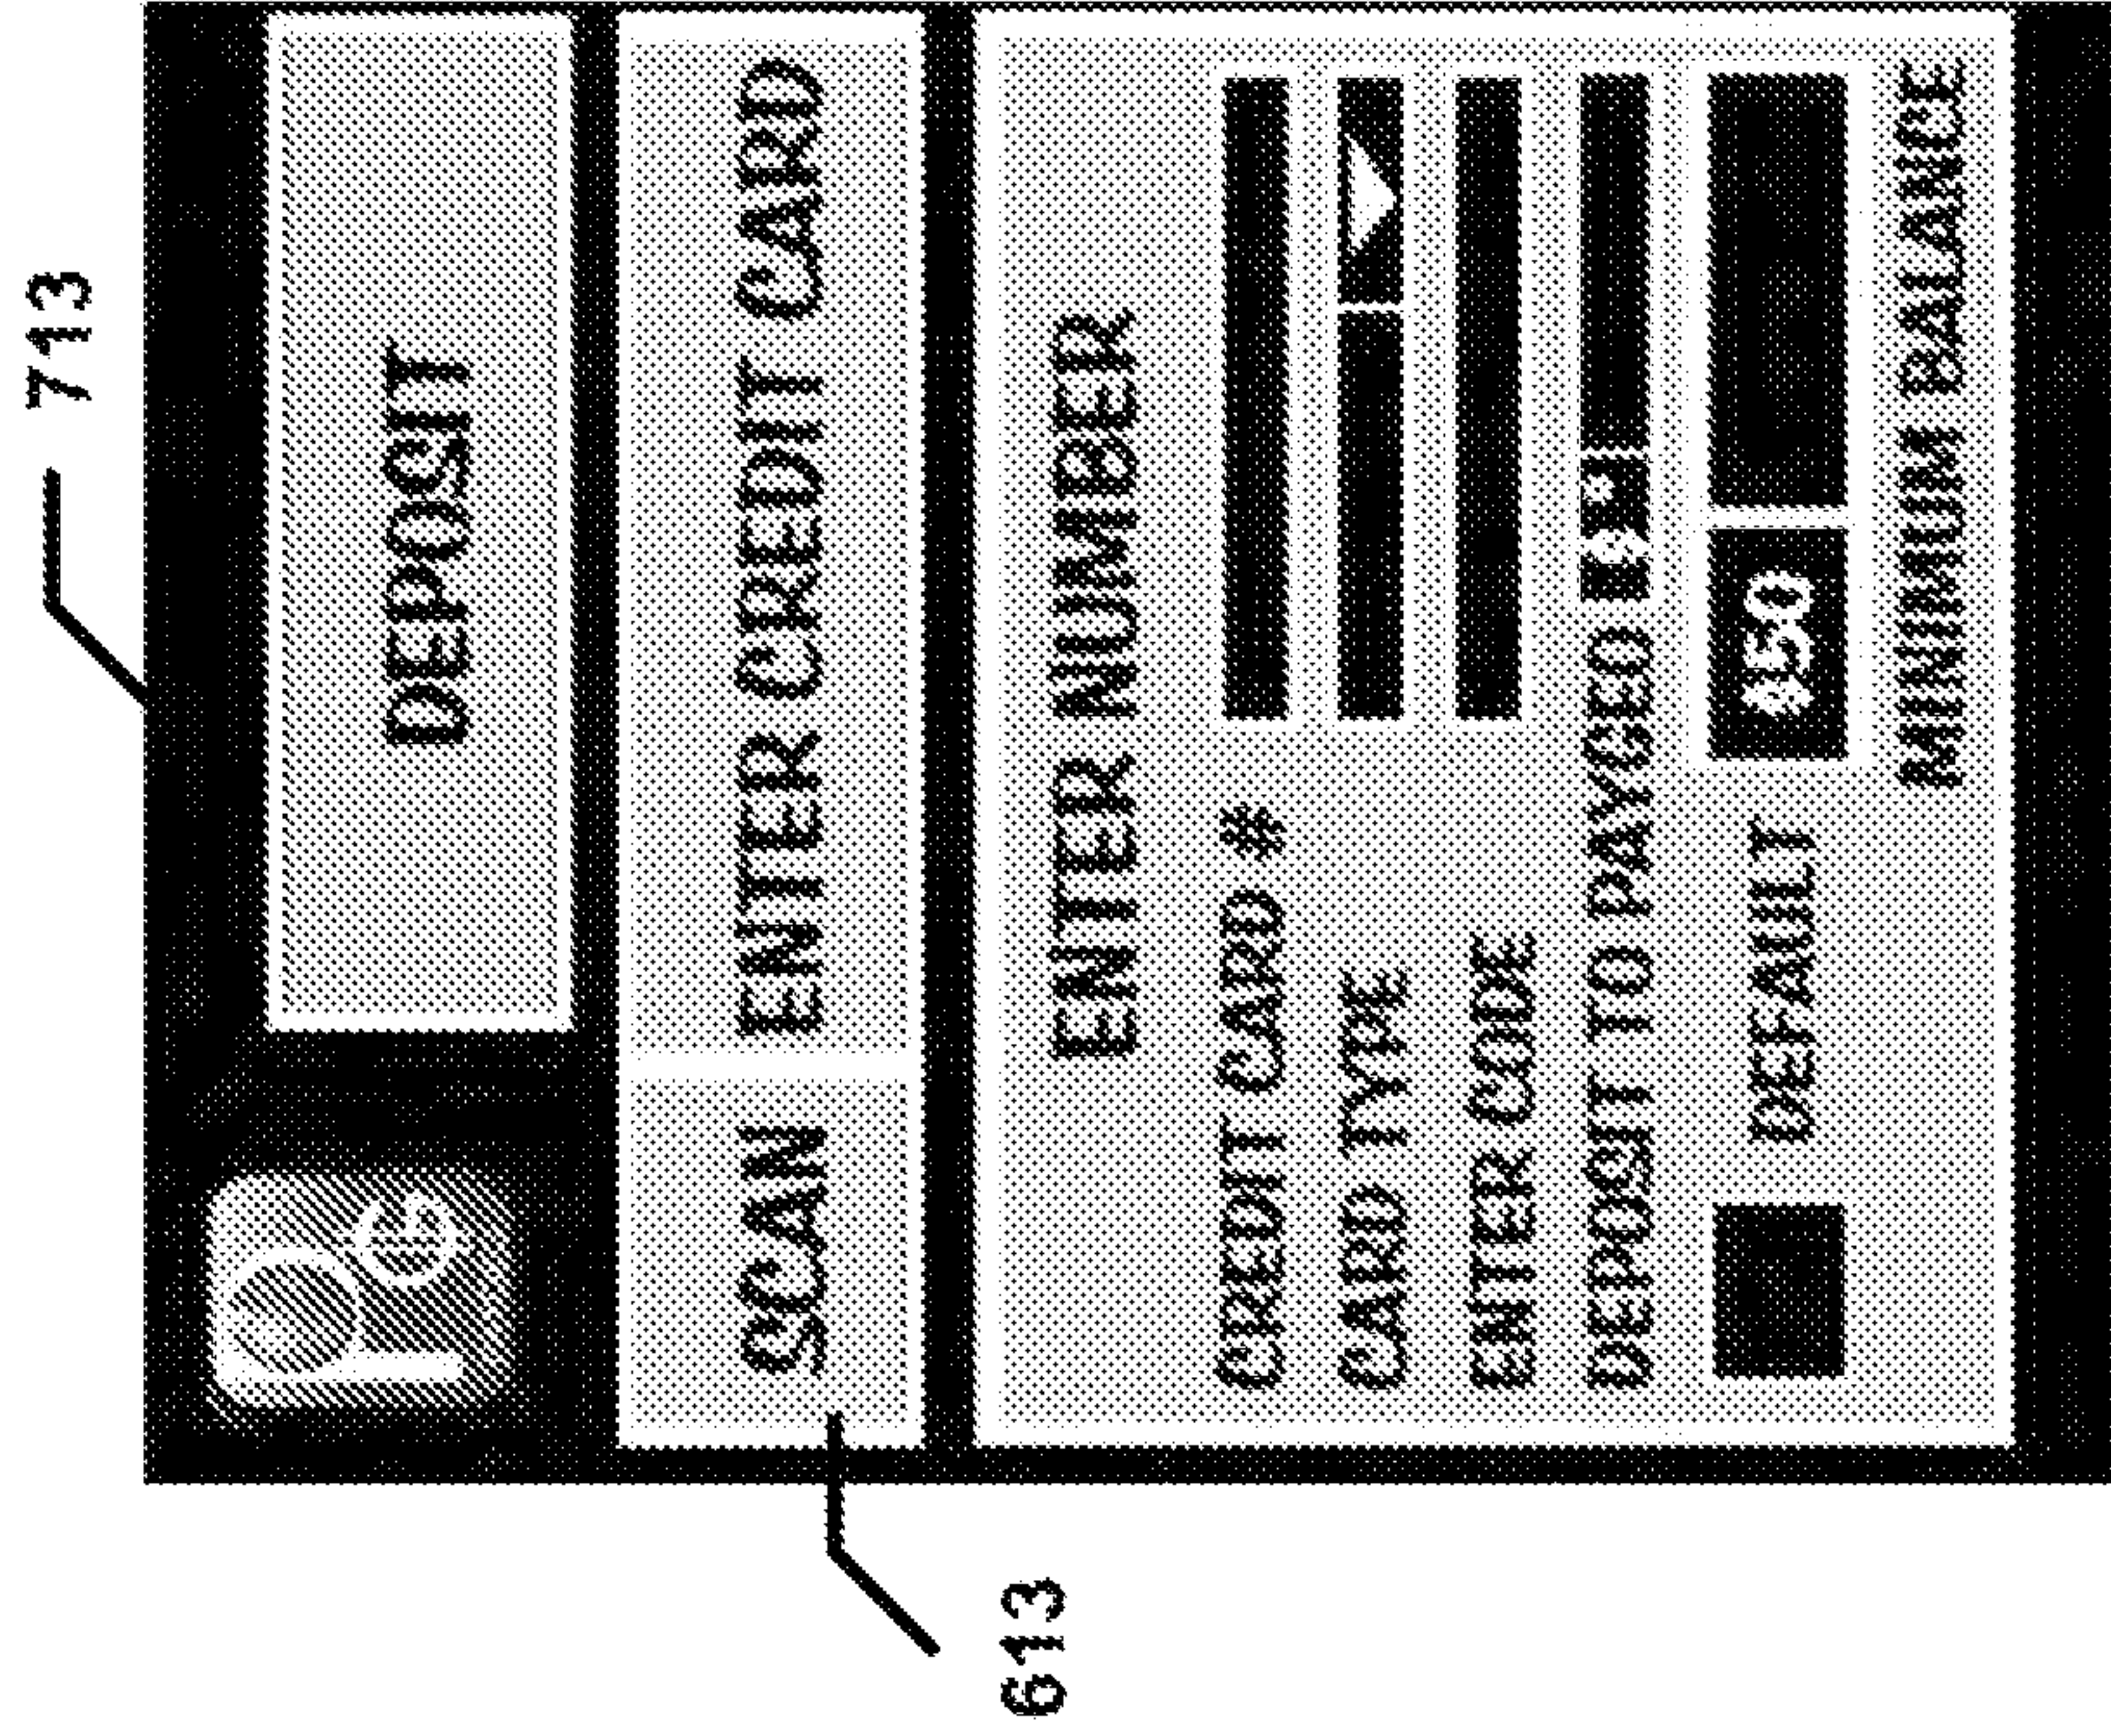 713
PG
DEPOSIT
SCAN ENTER CREDIT CARD
613
ENTER NUMBER
CREDIT CARD #
CARD TYPE
ENTER CODE
DEPOSIT TO PAYGEO
DEFAULT $50
MINIMUM BALANCE